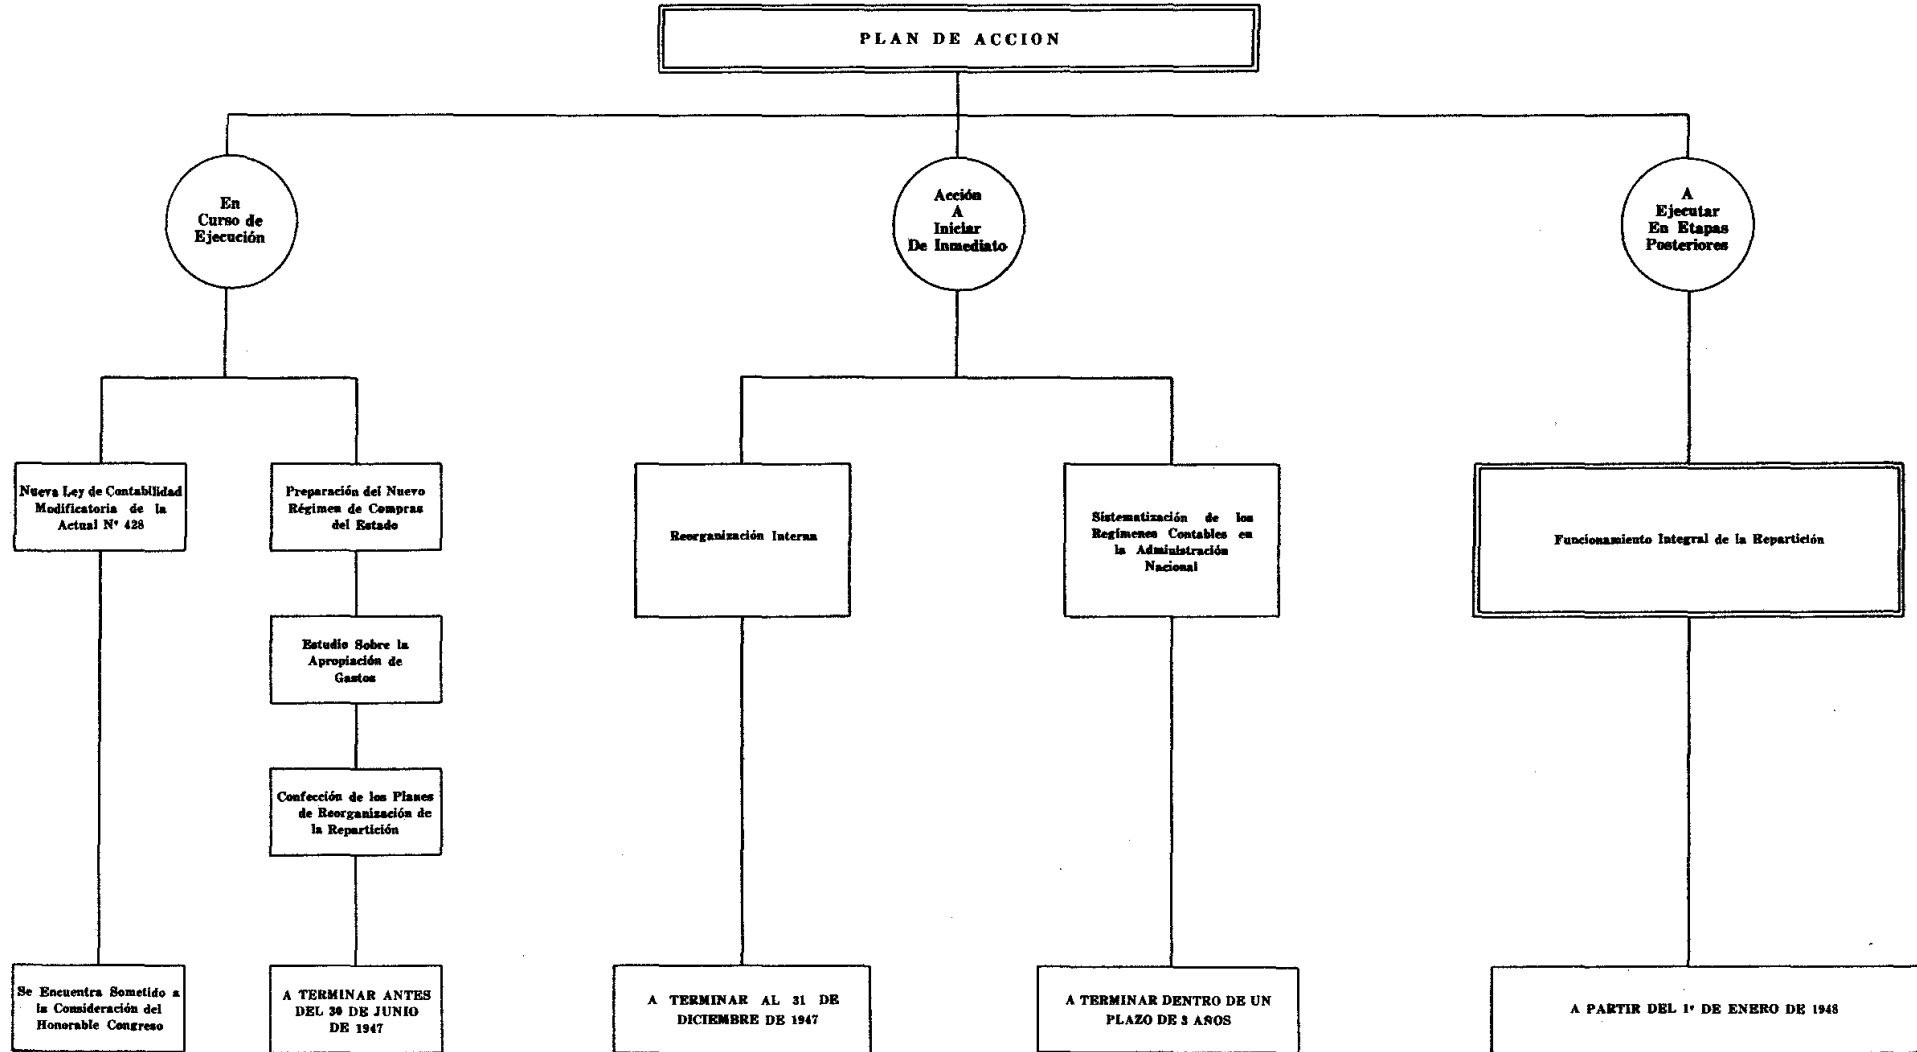 PLAN DE ACCION
En
Curso de
Ejecución
Acción
A
Iniciar
De Inmediato
A
Ejecutar
En Etapas
Posteriores
Nueva Ley de Contabilidad
Modificatoria de la
Actual Nº 428
Preparación del Nuevo
Régimen de Compras
del Estado
Estudio Sobre la
Apropiación de
Gastos
Confección de los Planes
de Reorganización de
la Repartición
Reorganización Interna
Sistematización de los
Regímenes Contables en
la Administración
Nacional
Funcionamiento Integral de la Repartición
Se Encuentra Sometido a
la Consideración del
Honorable Congreso
A TERMINAR ANTES
DEL 30 DE JUNIO
DE 1947
A TERMINAR AL 31 DE
DICIEMBRE DE 1947
A TERMINAR DENTRO DE UN
PLAZO DE 3 AÑOS
A PARTIR DEL 1º DE ENERO DE 1948